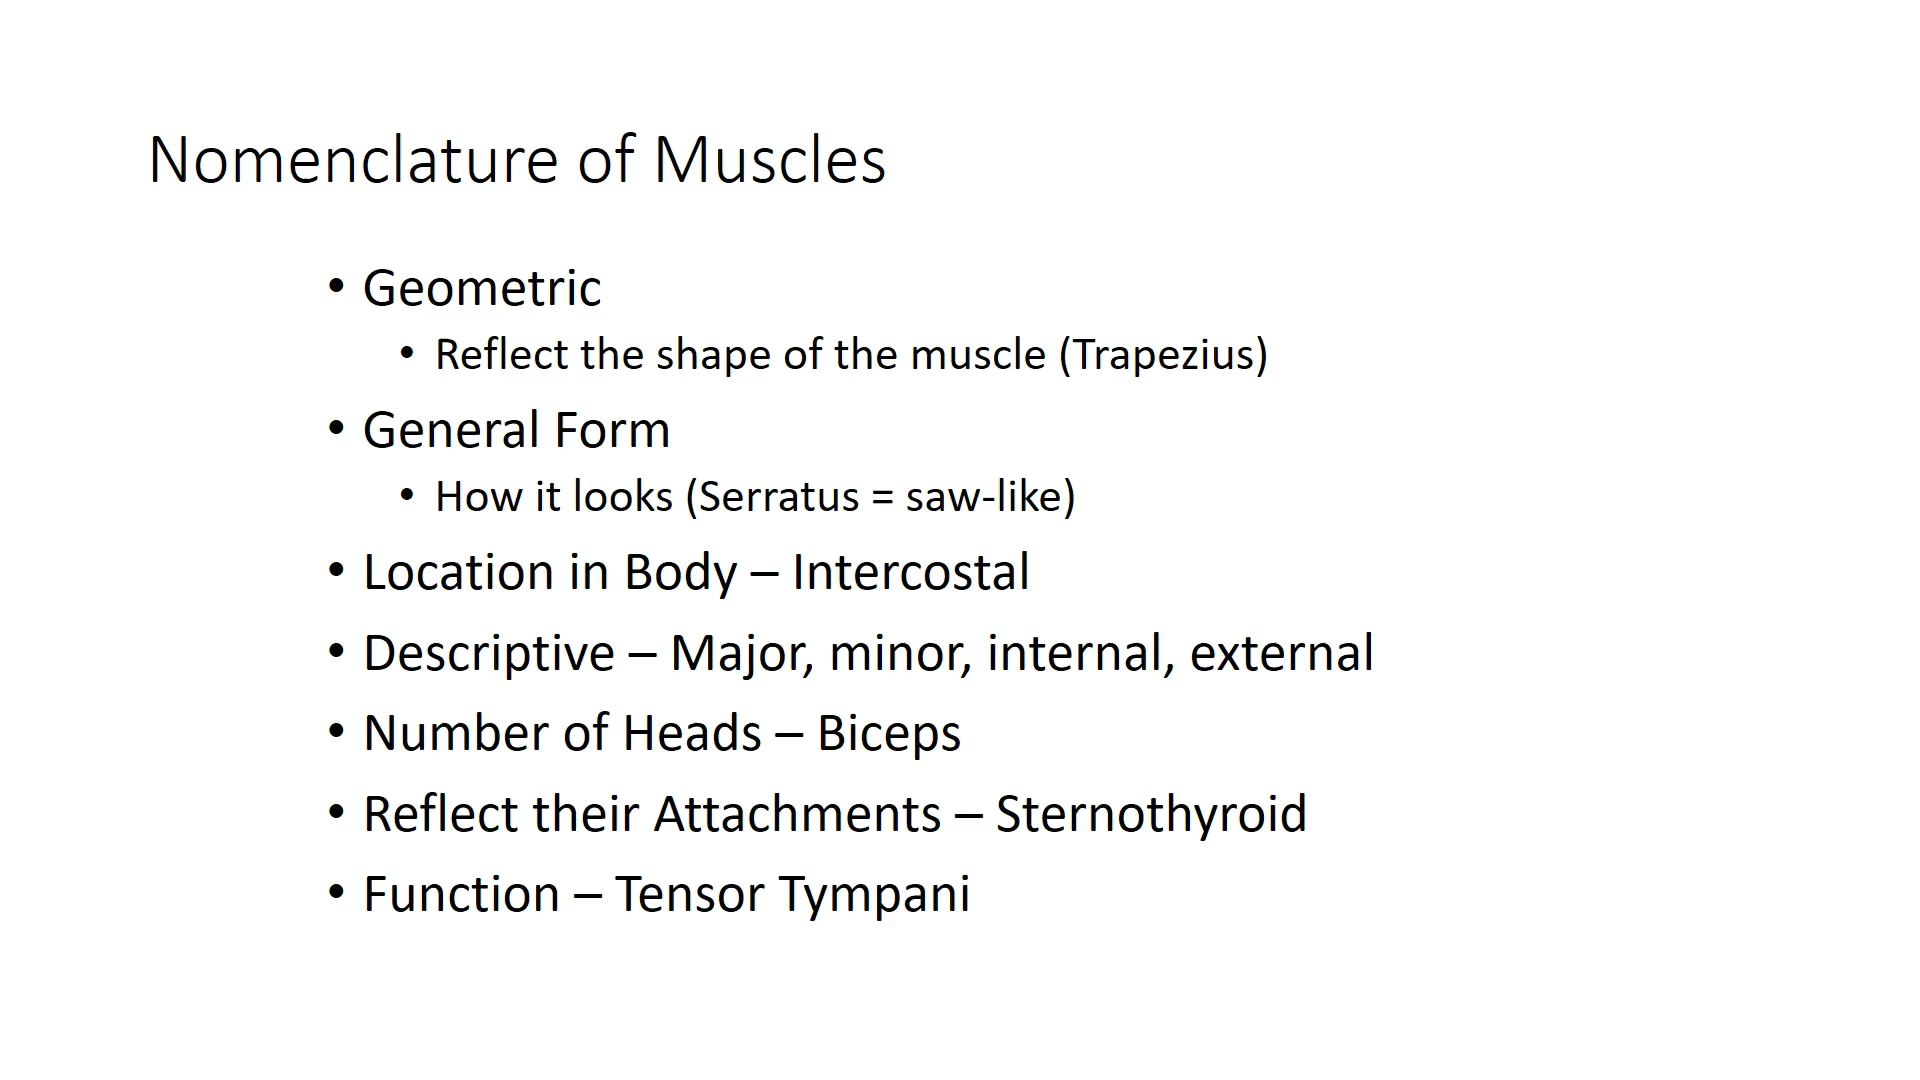 Nomenclature of Muscles
• Geometric
• Reflect the shape of the muscle (Trapezius)
• General Form
• How it looks (Serratus = saw-like)
• Location in Body – Intercostal
• Descriptive – Major, minor, internal, external
• Number of Heads – Biceps
• Reflect their Attachments – Sternothyroid
• Function – Tensor Tympani